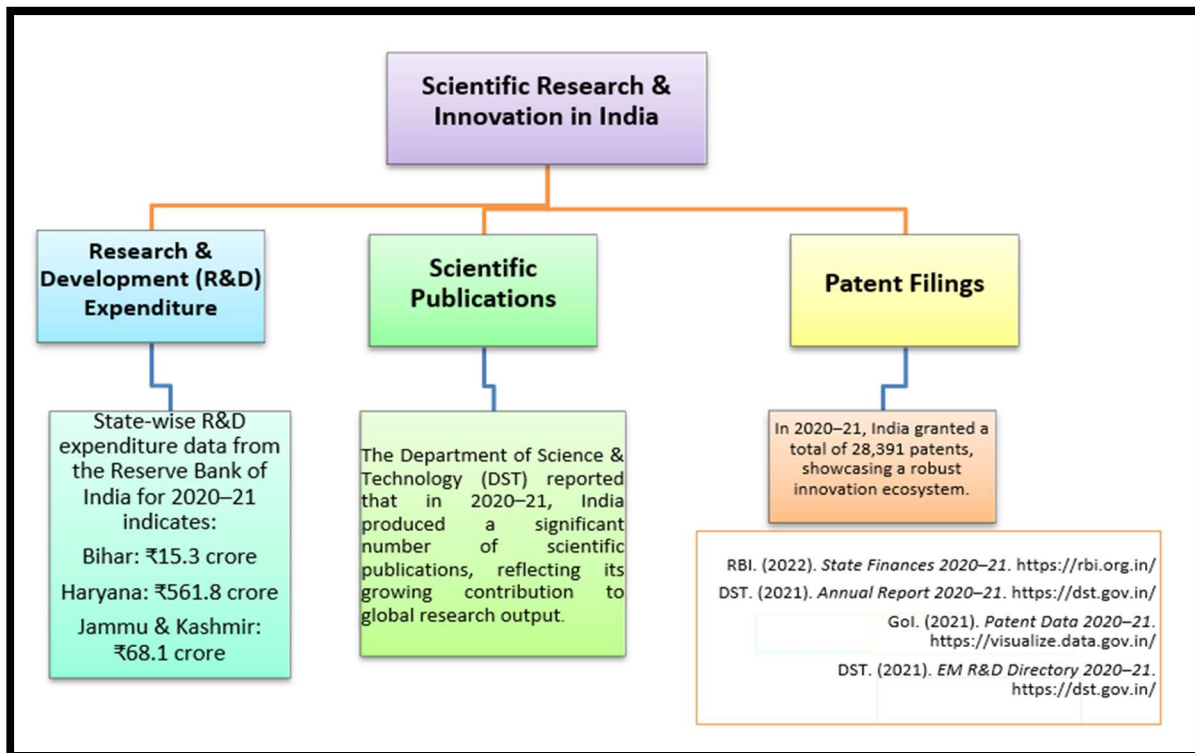 Scientific Research &
Innovation in India
Research &
Development (R&D)
Expenditure
Scientific
Publications
Patent Filings
State-wise R&D
expenditure data from
the Reserve Bank of
India for 2020–21
indicates:
Bihar: ₹15.3 crore
Haryana: ₹561.8 crore
Jammu & Kashmir:
₹68.1 crore
The Department of Science &
Technology (DST) reported
that in 2020–21, India
produced a significant
number of scientific
publications, reflecting its
growing contribution to
global research output.
In 2020–21, India granted a
total of 28,391 patents,
showcasing a robust
innovation ecosystem.
RBI. (2022). State Finances 2020–21. https://rbi.org.in/
DST. (2021). Annual Report 2020–21. https://dst.gov.in/
GoI. (2021). Patent Data 2020–21.
https://visualize.data.gov.in/
DST. (2021). EM R&D Directory 2020–21.
https://dst.gov.in/